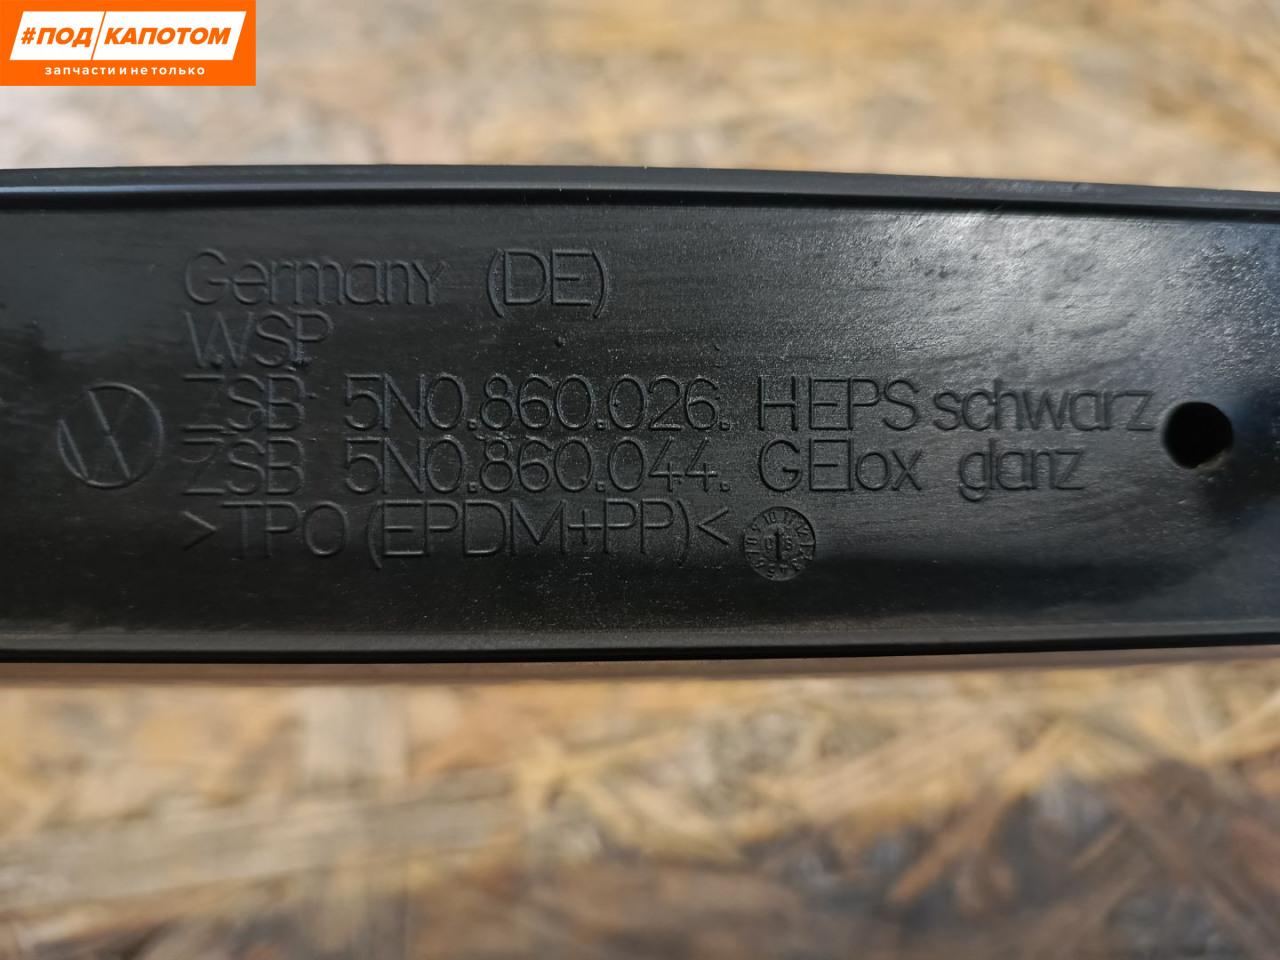 #ПОД КАПОТОМ
запчасти и не только
Germany (DE)
WSP
ZSB 5N0.860.026. HEPS schwarz
ZSB 5N0.860.044. GElox glanz
>TPO (EPDM+PP)<